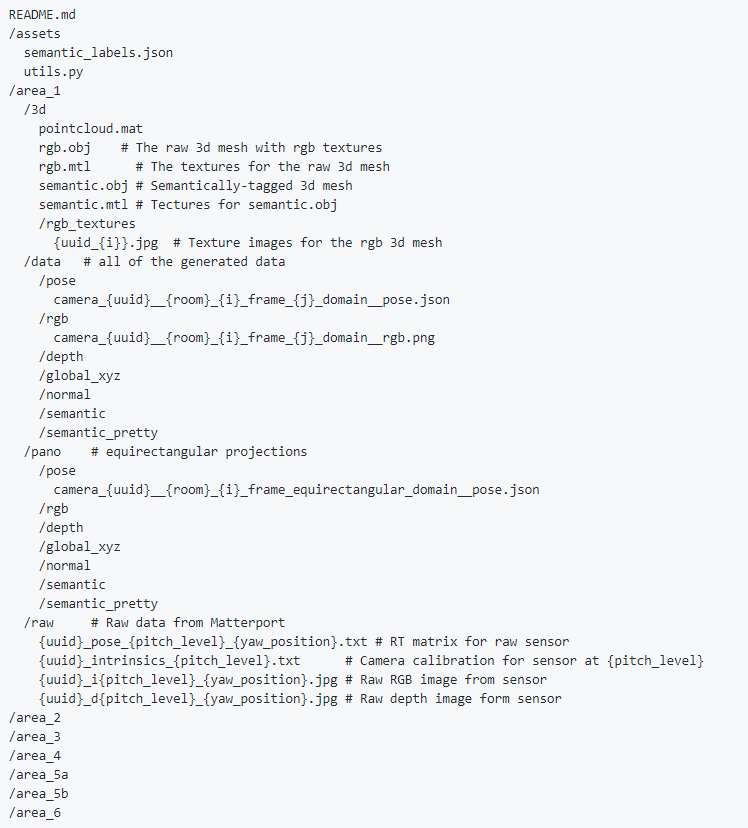 README.md
/assets
  semantic_labels.json
  utils.py
/area_1
  /3d
    pointcloud.mat
    rgb.obj    # The raw 3d mesh with rgb textures
    rgb.mtl      # The textures for the raw 3d mesh
    semantic.obj # Semantically-tagged 3d mesh
    semantic.mtl # Tectures for semantic.obj
    /rgb_textures
      {uuid_{i}}.jpg  # Texture images for the rgb 3d mesh
  /data   # all of the generated data
    /pose
      camera_{uuid}__{room}_{i}_frame_{j}_domain__pose.json
    /rgb
      camera_{uuid}__{room}_{i}_frame_{j}_domain__rgb.png
    /depth
    /global_xyz
    /normal
    /semantic
    /semantic_pretty
  /pano    # equirectangular projections
    /pose
      camera_{uuid}__{room}_{i}_frame_equirectangular_domain__pose.json
    /rgb
    /depth
    /global_xyz
    /normal
    /semantic
    /semantic_pretty
  /raw     # Raw data from Matterport
    {uuid}_pose_{pitch_level}_{yaw_position}.txt # RT matrix for raw sensor
    {uuid}_intrinsics_{pitch_level}.txt      # Camera calibration for sensor at {pitch_level}
    {uuid}_i{pitch_level}_{yaw_position}.jpg # Raw RGB image from sensor
    {uuid}_d{pitch_level}_{yaw_position}.jpg # Raw depth image form sensor
/area_2
/area_3
/area_4
/area_5a
/area_5b
/area_6